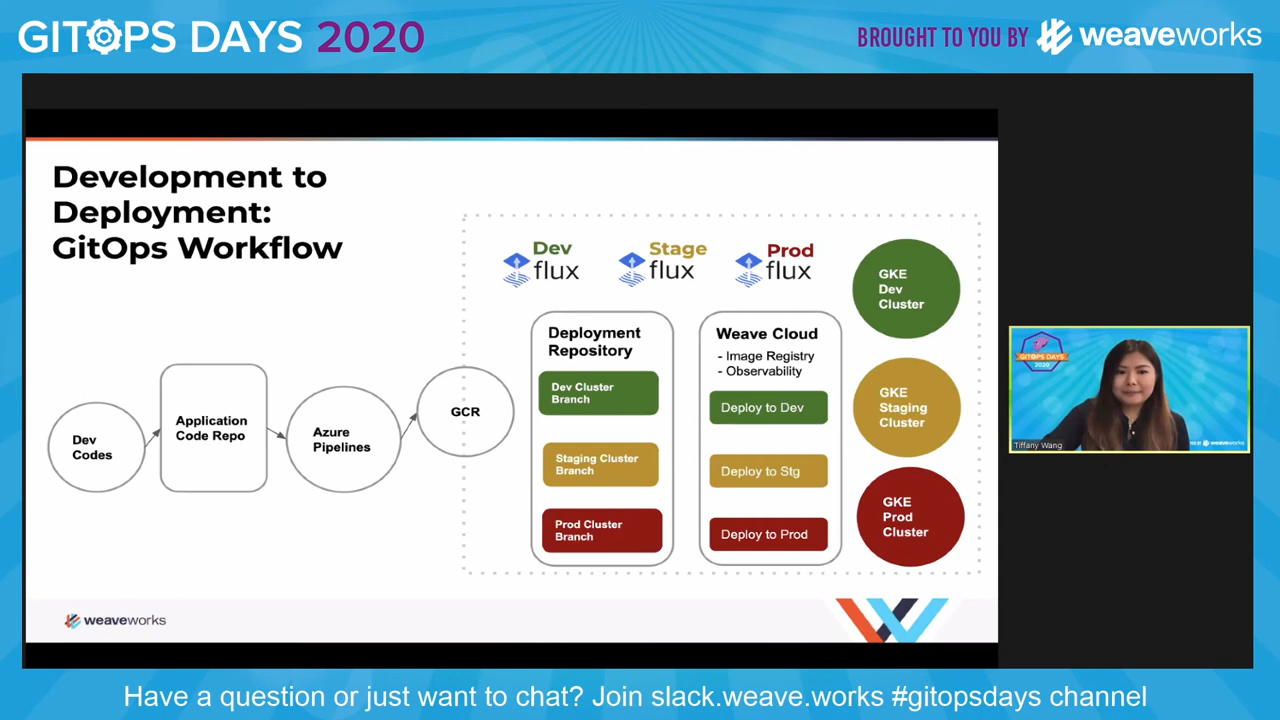 GITOPS DAYS 2020
BROUGHT TO YOU BY weaveworks
Development to
Deployment:
GitOps Workflow
Dev
flux
Stage
flux
Prod
flux
Dev
Codes
Application
Code Repo
Azure
Pipelines
GCR
Deployment
Repository
Dev Cluster
Branch
Staging Cluster
Branch
Prod Cluster
Branch
Weave Cloud
- Image Registry
- Observability
Deploy to Dev
Deploy to Stg
Deploy to Prod
GKE
Dev
Cluster
GKE
Staging
Cluster
GKE
Prod
Cluster
weaveworks
GITOPS DAYS
2020
Tiffany Wang
weaveworks
Have a question or just want to chat? Join slack.weave.works #gitopsdays channel